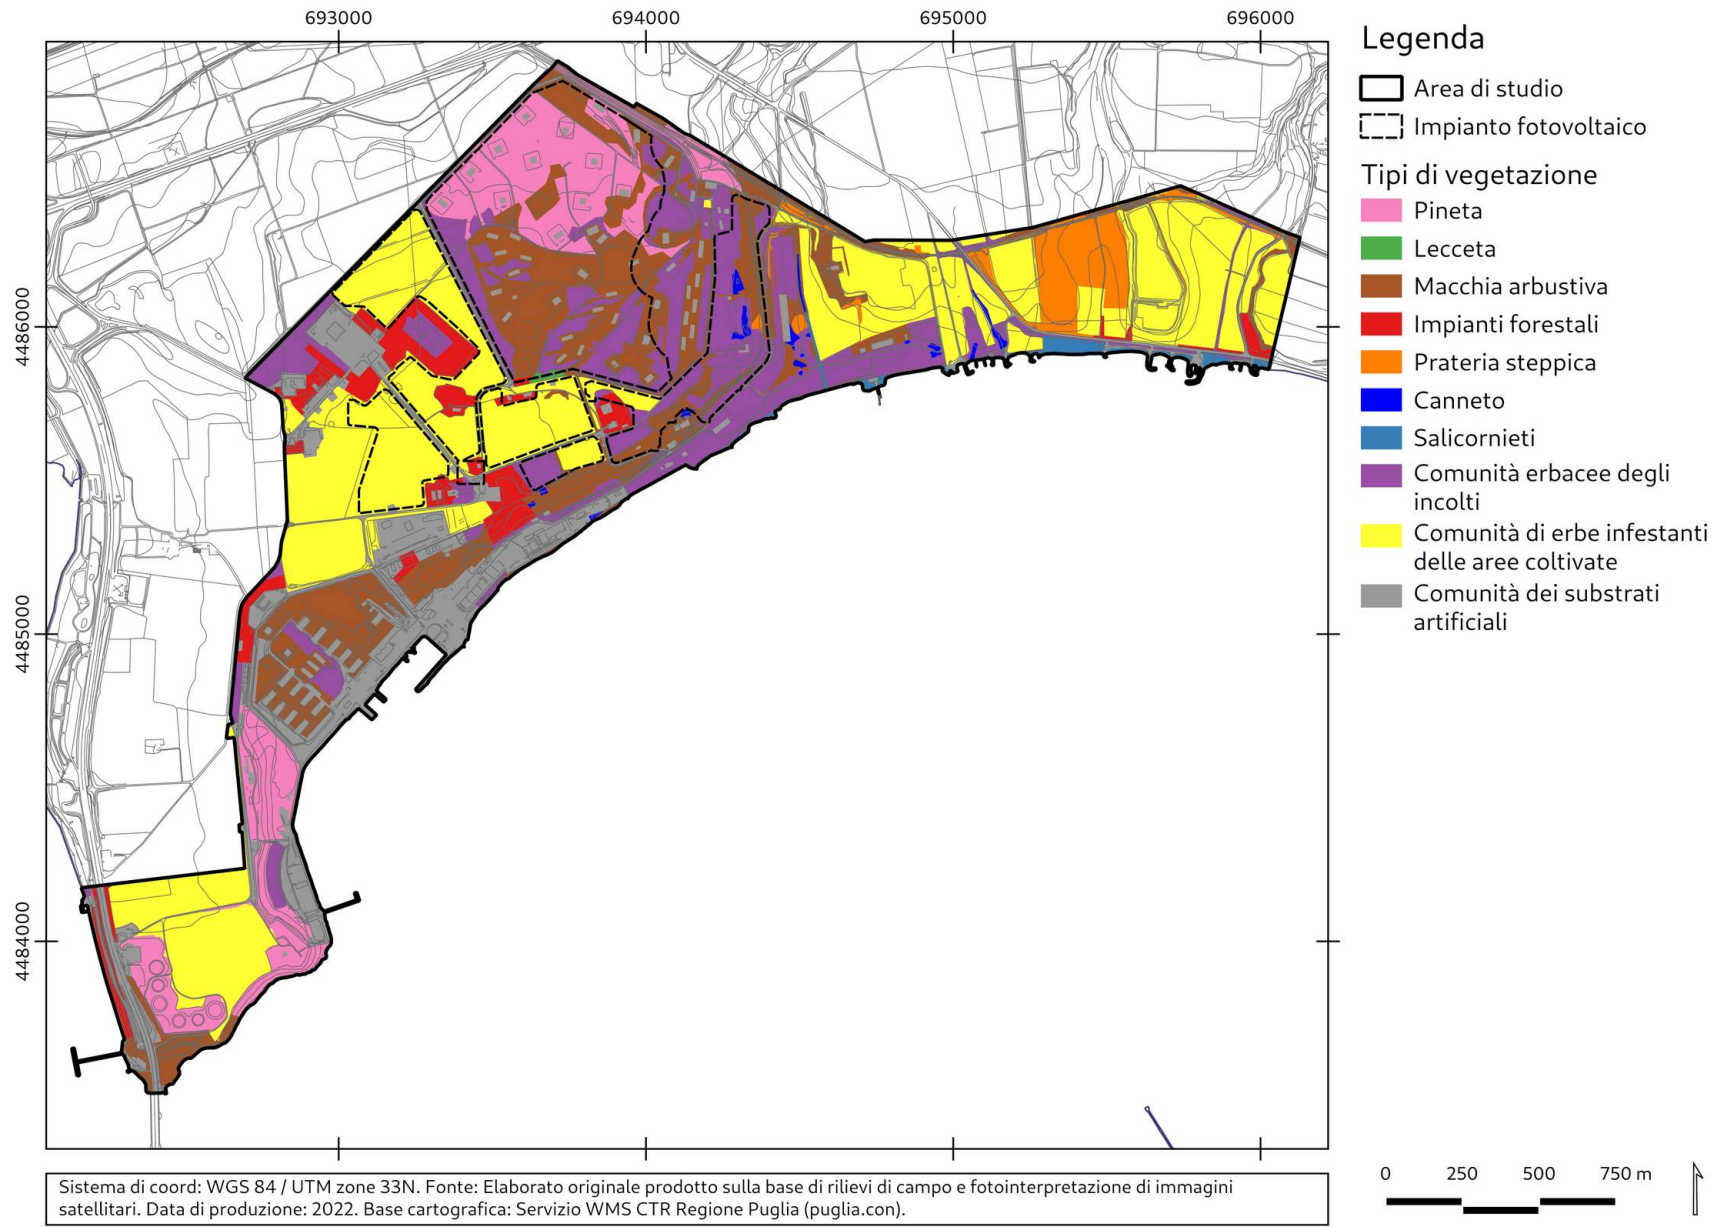 693000
694000
695000
696000
4486000
4485000
4484000
Legenda
Area di studio
Impianto fotovoltaico
Tipi di vegetazione
Pineta
Lecceta
Macchia arbustiva
Impianti forestali
Prateria steppica
Canneto
Salicornieti
Comunità erbacee degli
incolti
Comunità di erbe infestanti
delle aree coltivate
Comunità dei substrati
artificiali
0 250 500 750 m
Sistema di coord: WGS 84 / UTM zone 33N. Fonte: Elaborato originale prodotto sulla base di rilievi di campo e fotointerpretazione di immagini
satellitari. Data di produzione: 2022. Base cartografica: Servizio WMS CTR Regione Puglia (puglia.con).